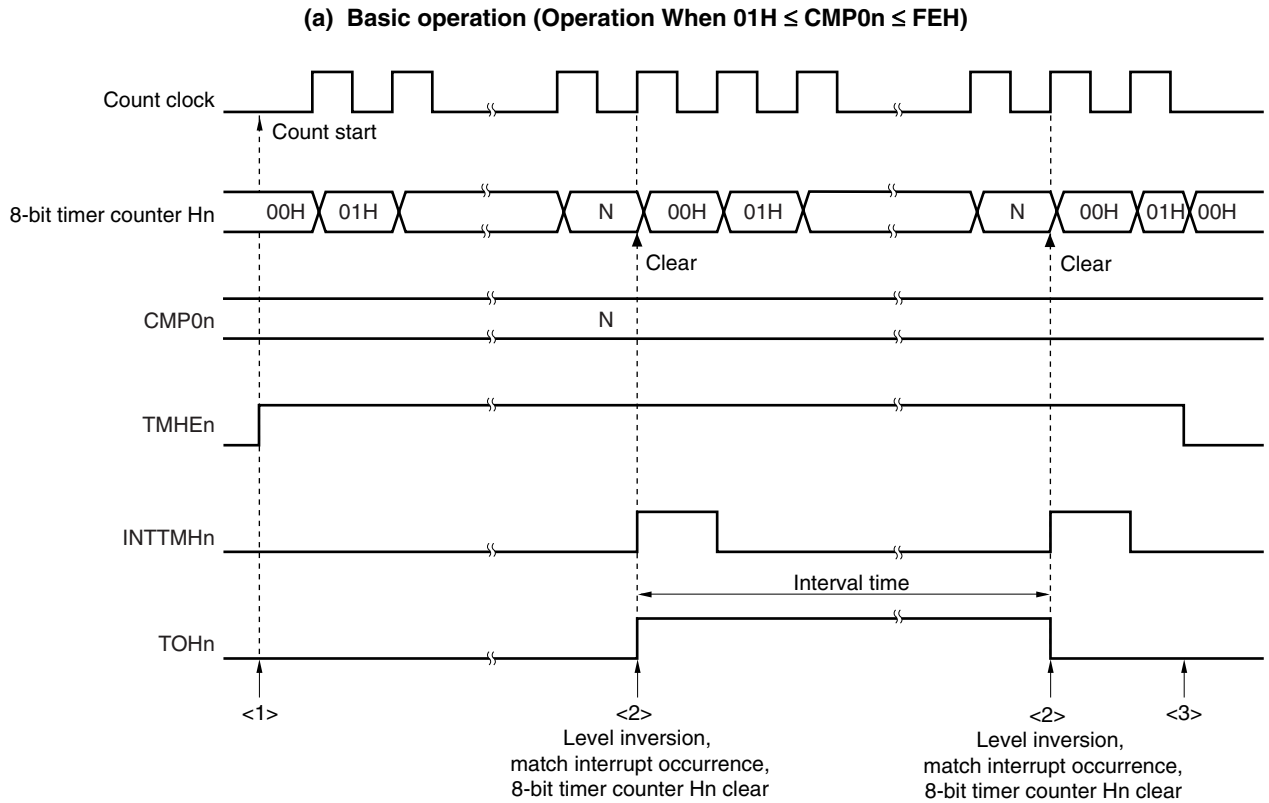 (a) Basic operation (Operation When 01H ≤ CMP0n ≤ FEH)
Count clock
Count start
8-bit timer counter Hn
00H 01H N 00H 01H N 00H 01H 00H
Clear Clear
CMP0n
N
TMHEn
INTTMHn
Interval time
TOHn
<1> <2> <2> <3>
Level inversion,
match interrupt occurrence,
8-bit timer counter Hn clear
Level inversion,
match interrupt occurrence,
8-bit timer counter Hn clear